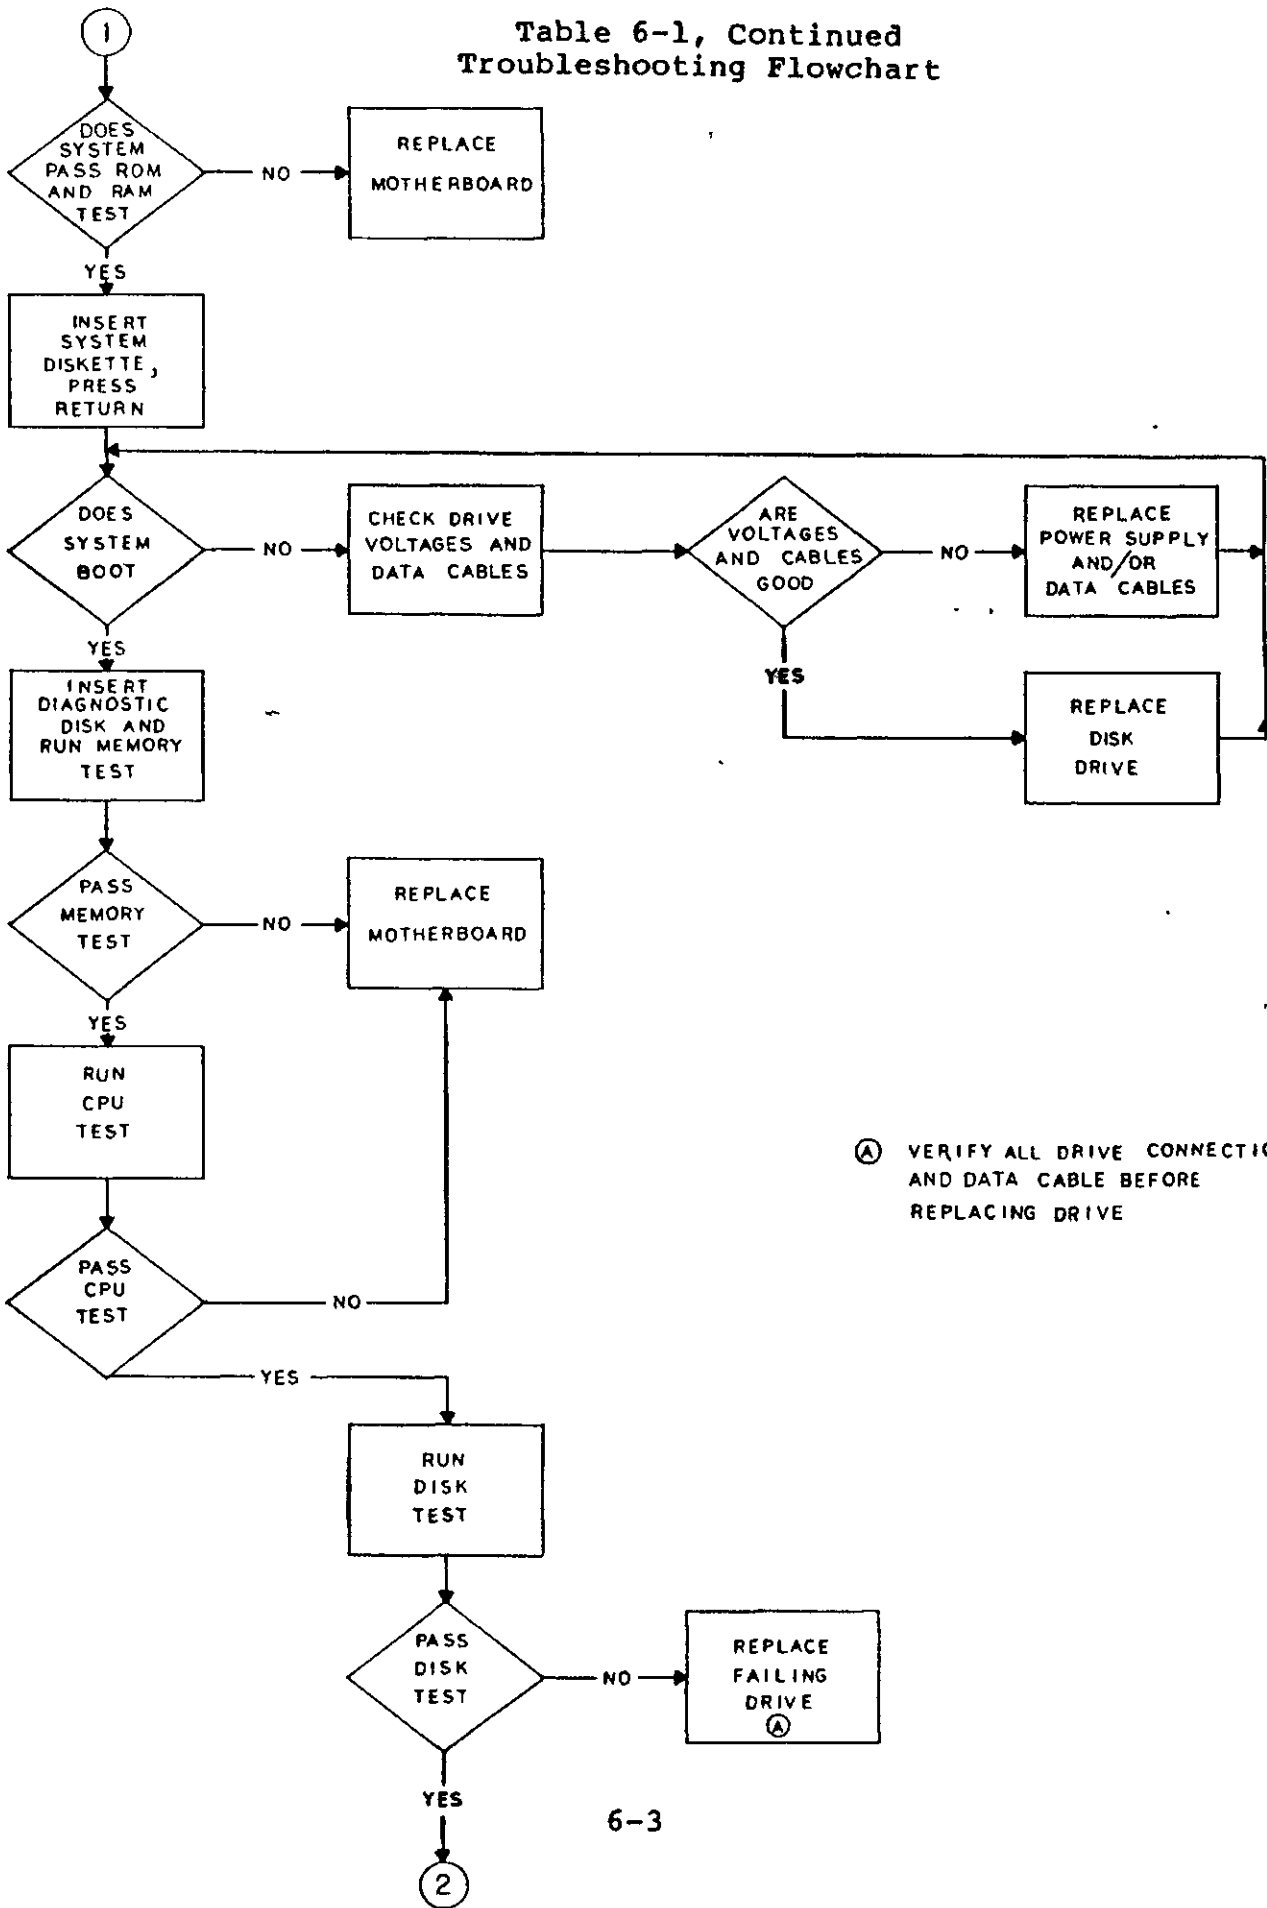 1
Table 6-1, Continued
Troubleshooting Flowchart
DOES
SYSTEM
PASS ROM
AND RAM
TEST
NO
REPLACE
MOTHERBOARD
YES
INSERT
SYSTEM
DISKETTE,
PRESS
RETURN
DOES
SYSTEM
BOOT
NO
CHECK DRIVE
VOLTAGES AND
DATA CABLES
ARE
VOLTAGES
AND CABLES
GOOD
NO
REPLACE
POWER SUPPLY
AND/OR
DATA CABLES
YES
YES
REPLACE
DISK
DRIVE
INSERT
DIAGNOSTIC
DISK AND
RUN MEMORY
TEST
PASS
MEMORY
TEST
NO
REPLACE
MOTHERBOARD
YES
RUN
CPU
TEST
A VERIFY ALL DRIVE
AND DATA CABLE BEFORE
REPLACING DRIVE
PASS
CPU
TEST
NO
YES
RUN
DISK
TEST
PASS
DISK
TEST
NO
REPLACE
FAILING
DRIVE
A
YES
6-3
2